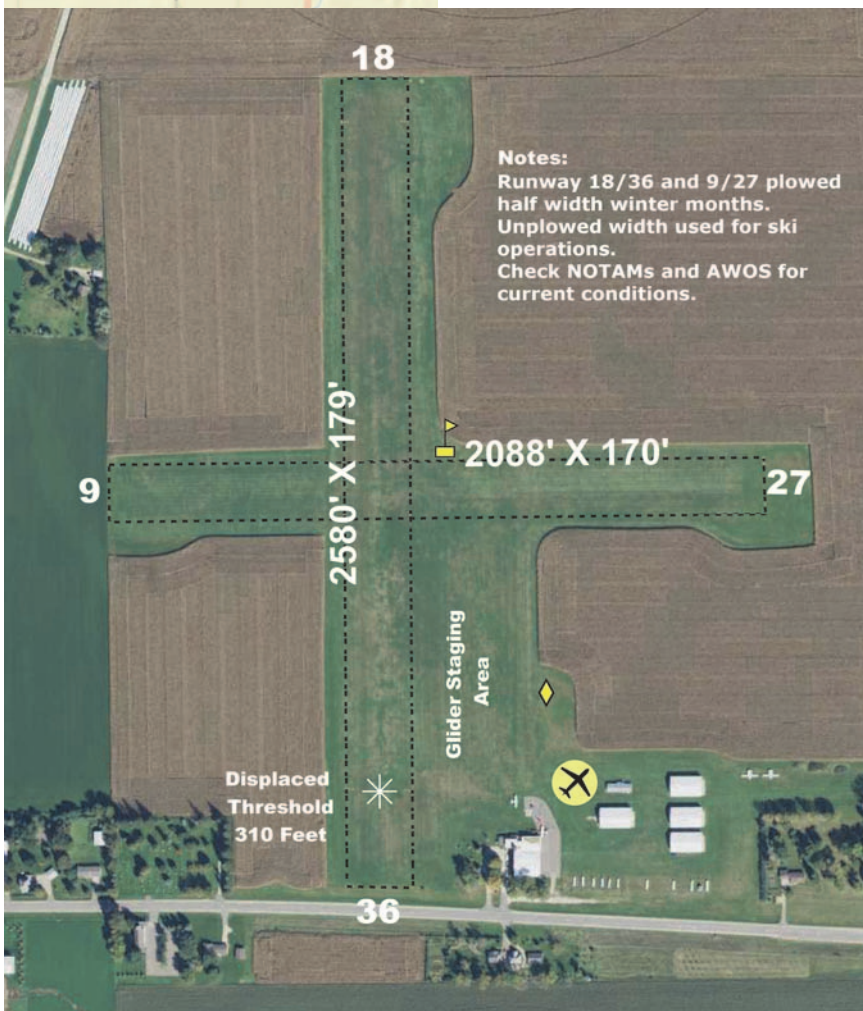 18
Notes:
Runway 18/36 and 9/27 plowed
half width winter months.
Unplowed width used for ski
operations.
Check NOTAMs and AWOS for
current conditions.
2580' X 179'
2088' X 170'
9
27
Glider Staging
Area
Displaced
Threshold
310 Feet
36